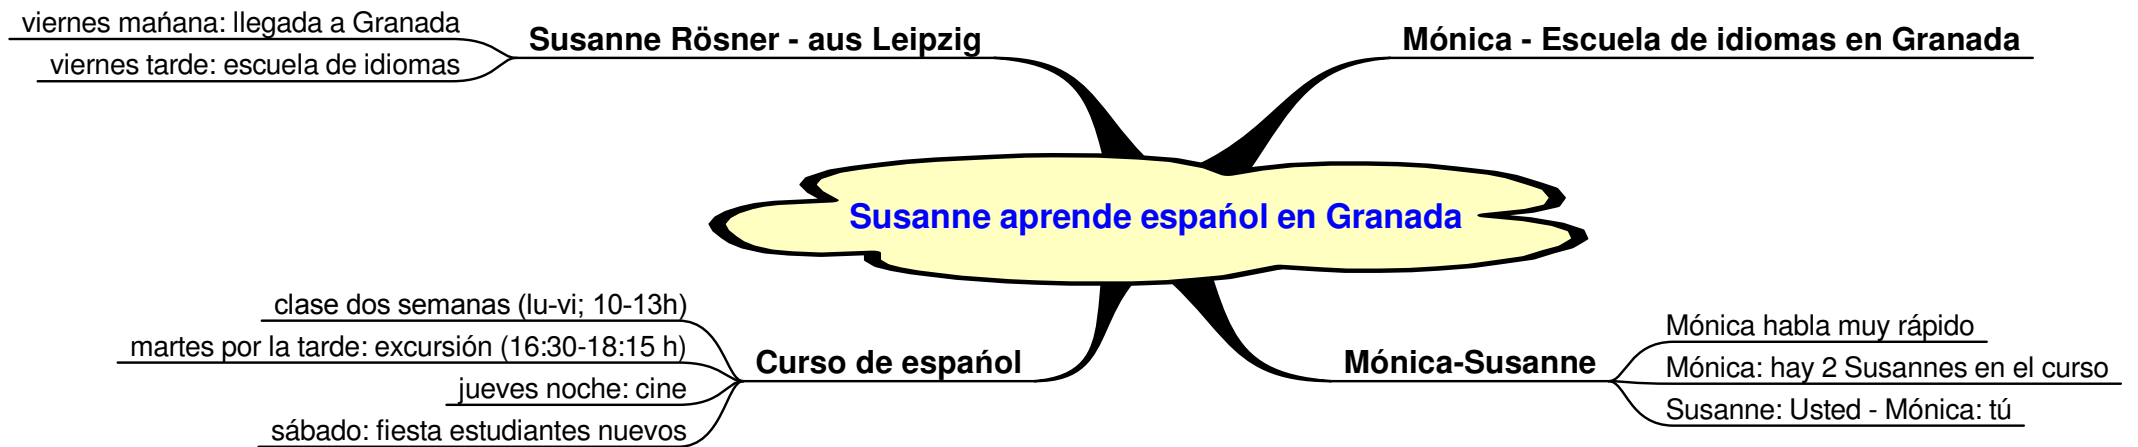 Susanne aprende espańol en Granada
Susanne Rösner - aus Leipzig
viernes mańana: llegada a Granada
viernes tarde: escuela de idiomas
Mónica - Escuela de idiomas en Granada
Curso de espańol
clase dos semanas (lu-vi; 10-13h)
martes por la tarde: excursión (16:30-18:15 h)
jueves noche: cine
sábado: fiesta estudiantes nuevos
Mónica-Susanne
Mónica habla muy rápido
Mónica: hay 2 Susannes en el curso
Susanne: Usted - Mónica: tú